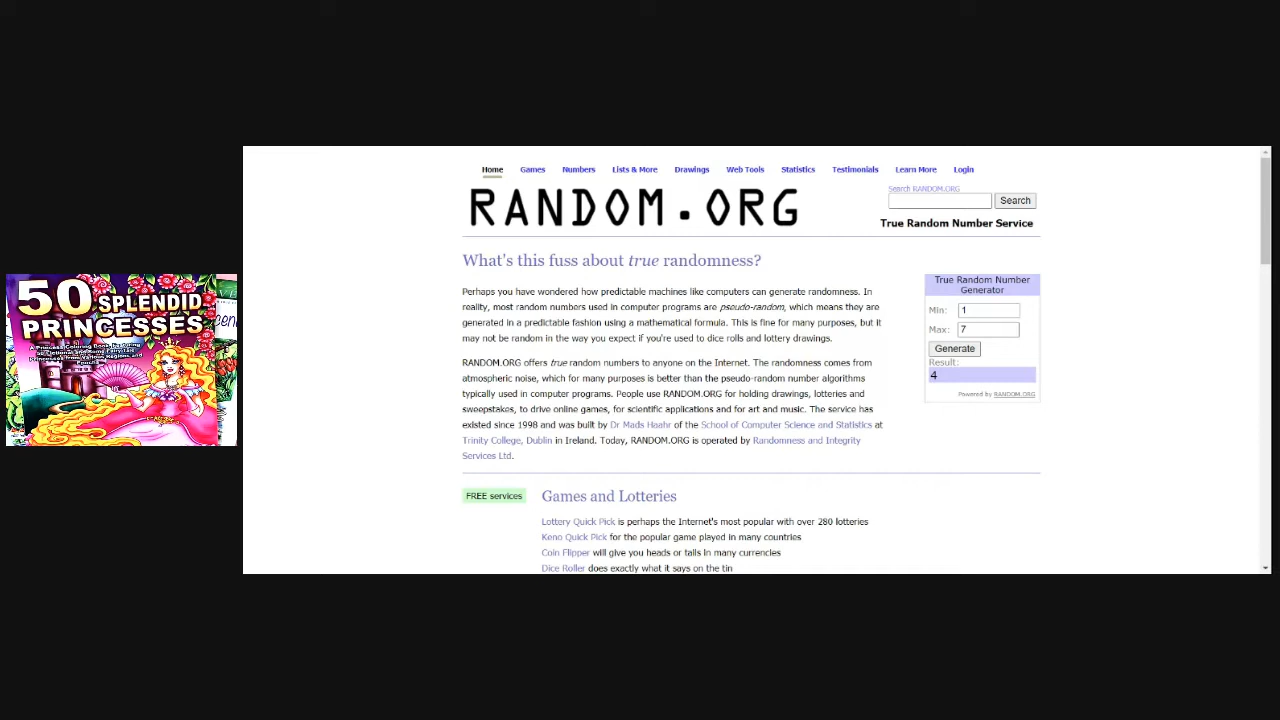 50 SPLENDID
PRINCESSES
Home Games Numbers Lists & More Drawings Web Tools Statistics Testimonials Learn More Login
RANDOM.ORG
Search RANDOM.ORG
Search
True Random Number Service
What's this fuss about true randomness?
Perhaps you have wondered how predictable machines like computers can generate randomness. In
reality, most random numbers used in computer programs are pseudo-random, which means they are
generated in a predictable fashion using a mathematical formula. This is fine for many purposes, but it
may not be random in the way you expect if you're used to dice rolls and lottery drawings.
RANDOM.ORG offers true random numbers to anyone on the Internet. The randomness comes from
atmospheric noise, which for many purposes is better than the pseudo-random number algorithms
typically used in computer programs. People use RANDOM.ORG for holding drawings, lotteries and
sweepstakes, to drive online games, for scientific applications and for art and music. The service has
existed since 1998 and was built by Dr Mads Haahr of the School of Computer Science and Statistics at
Trinity College, Dublin in Ireland. Today, RANDOM.ORG is operated by Randomness and Integrity
Services Ltd.
True Random Number
Generator
Min: 1
Max: 7
Generate
Result:
4
Powered by RANDOM.ORG
FREE services
Games and Lotteries
Lottery Quick Pick is perhaps the Internet's most popular with over 280 lotteries
Keno Quick Pick for the popular game played in many countries
Coin Flipper will give you heads or tails in many currencies
Dice Roller does exactly what it says on the tin